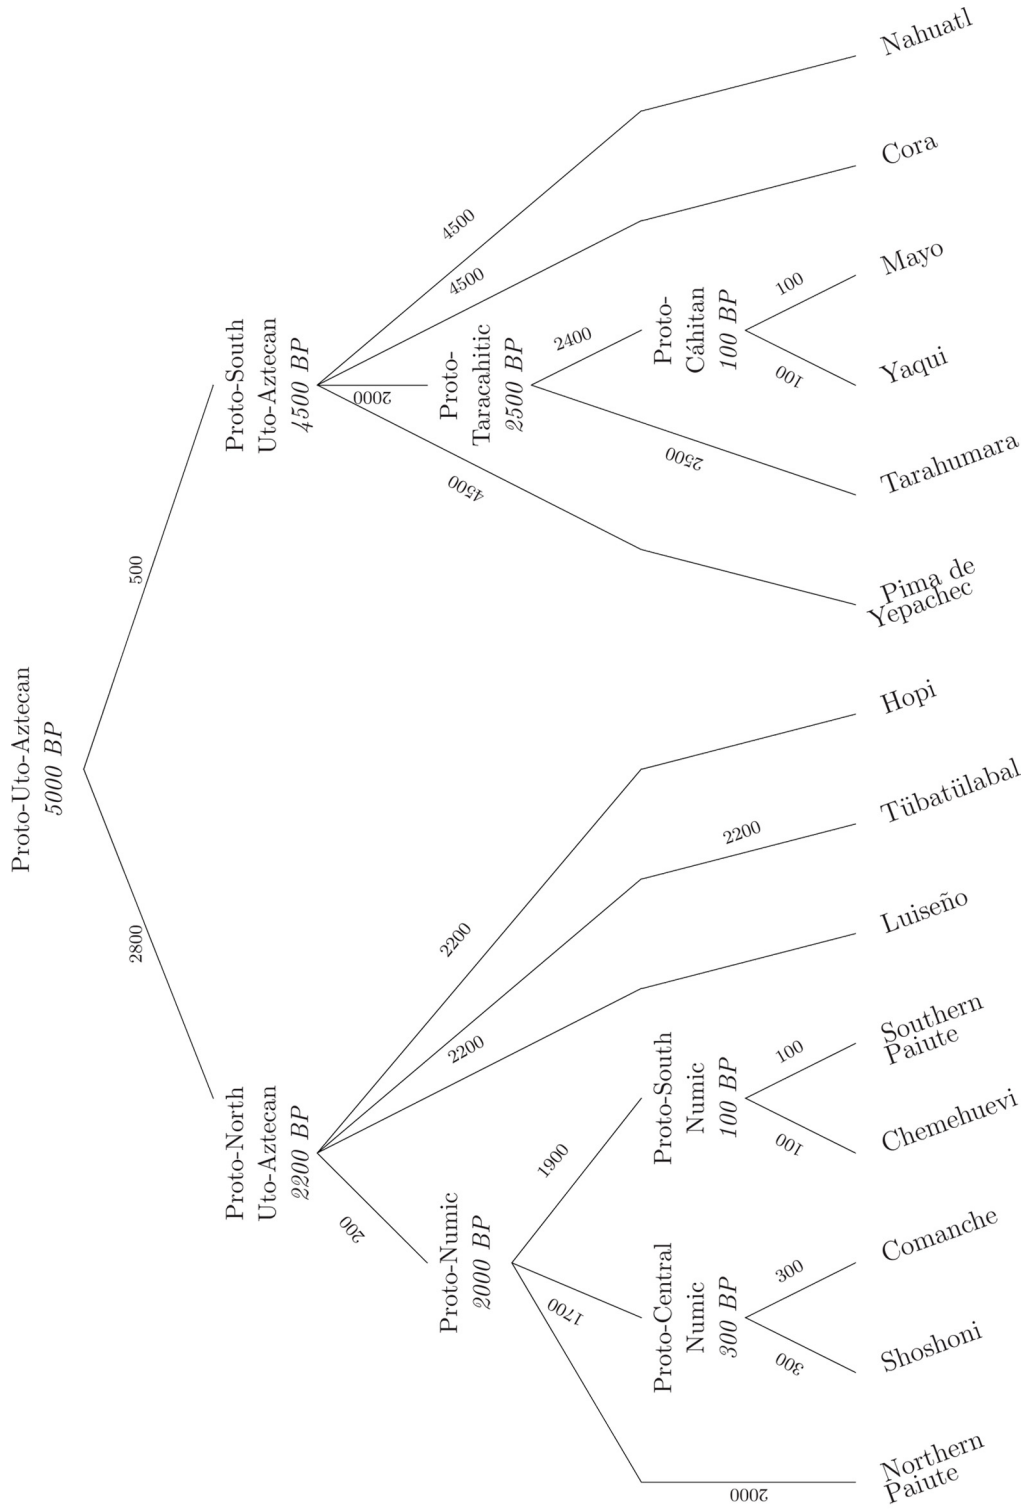 Proto-Uto-Aztecan
5000 BP
2800
500
Proto-North
Uto-Aztecan
2200 BP
Proto-South
Uto-Aztecan
4500 BP
200
2200
2200
2200
4500
2000
4500
4500
Proto-Numic
2000 BP
Proto-
Taracahitic
2500 BP
2000
1700
1900
2500
2400
Proto-Central
Numic
300 BP
Proto-South
Numic
100 BP
Proto-
Cáhitan
100 BP
300
300
100
100
100
100
Northern
Paiute
Shoshoni
Comanche
Chemehuevi
Southern
Paiute
Luiseño
Tübatülabal
Hopi
Pima de
Yepachec
Tarahumara
Yaqui
Mayo
Cora
Nahuatl